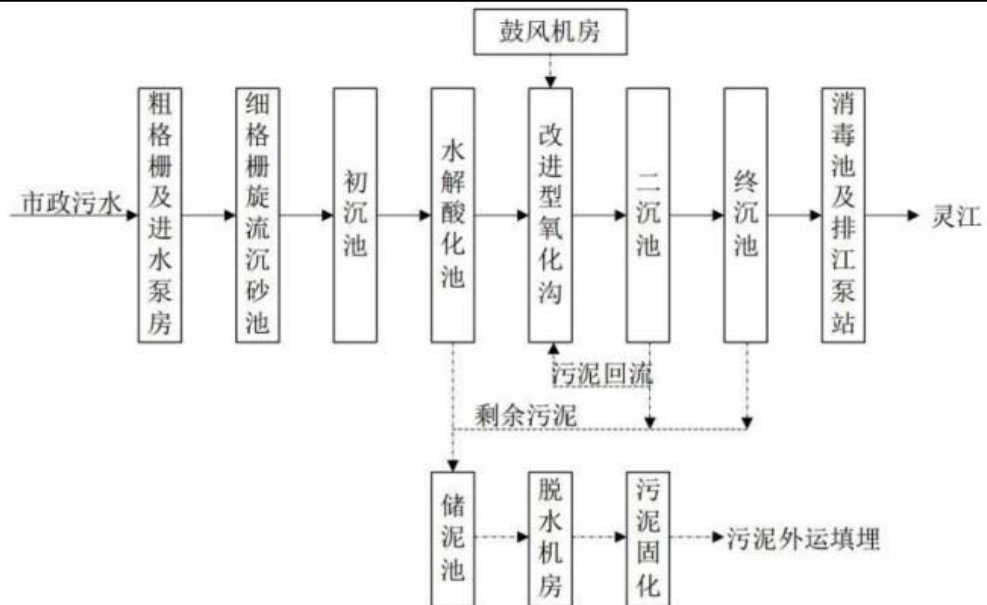 鼓风机房
市政污水
粗格栅及进水泵房
细格栅旋流沉砂池
初沉池
水解酸化池
改进型氧化沟
二沉池
终沉池
消毒池及排江泵站
灵江
污泥回流
剩余污泥
储泥池
脱水机房
污泥固化
污泥外运填埋